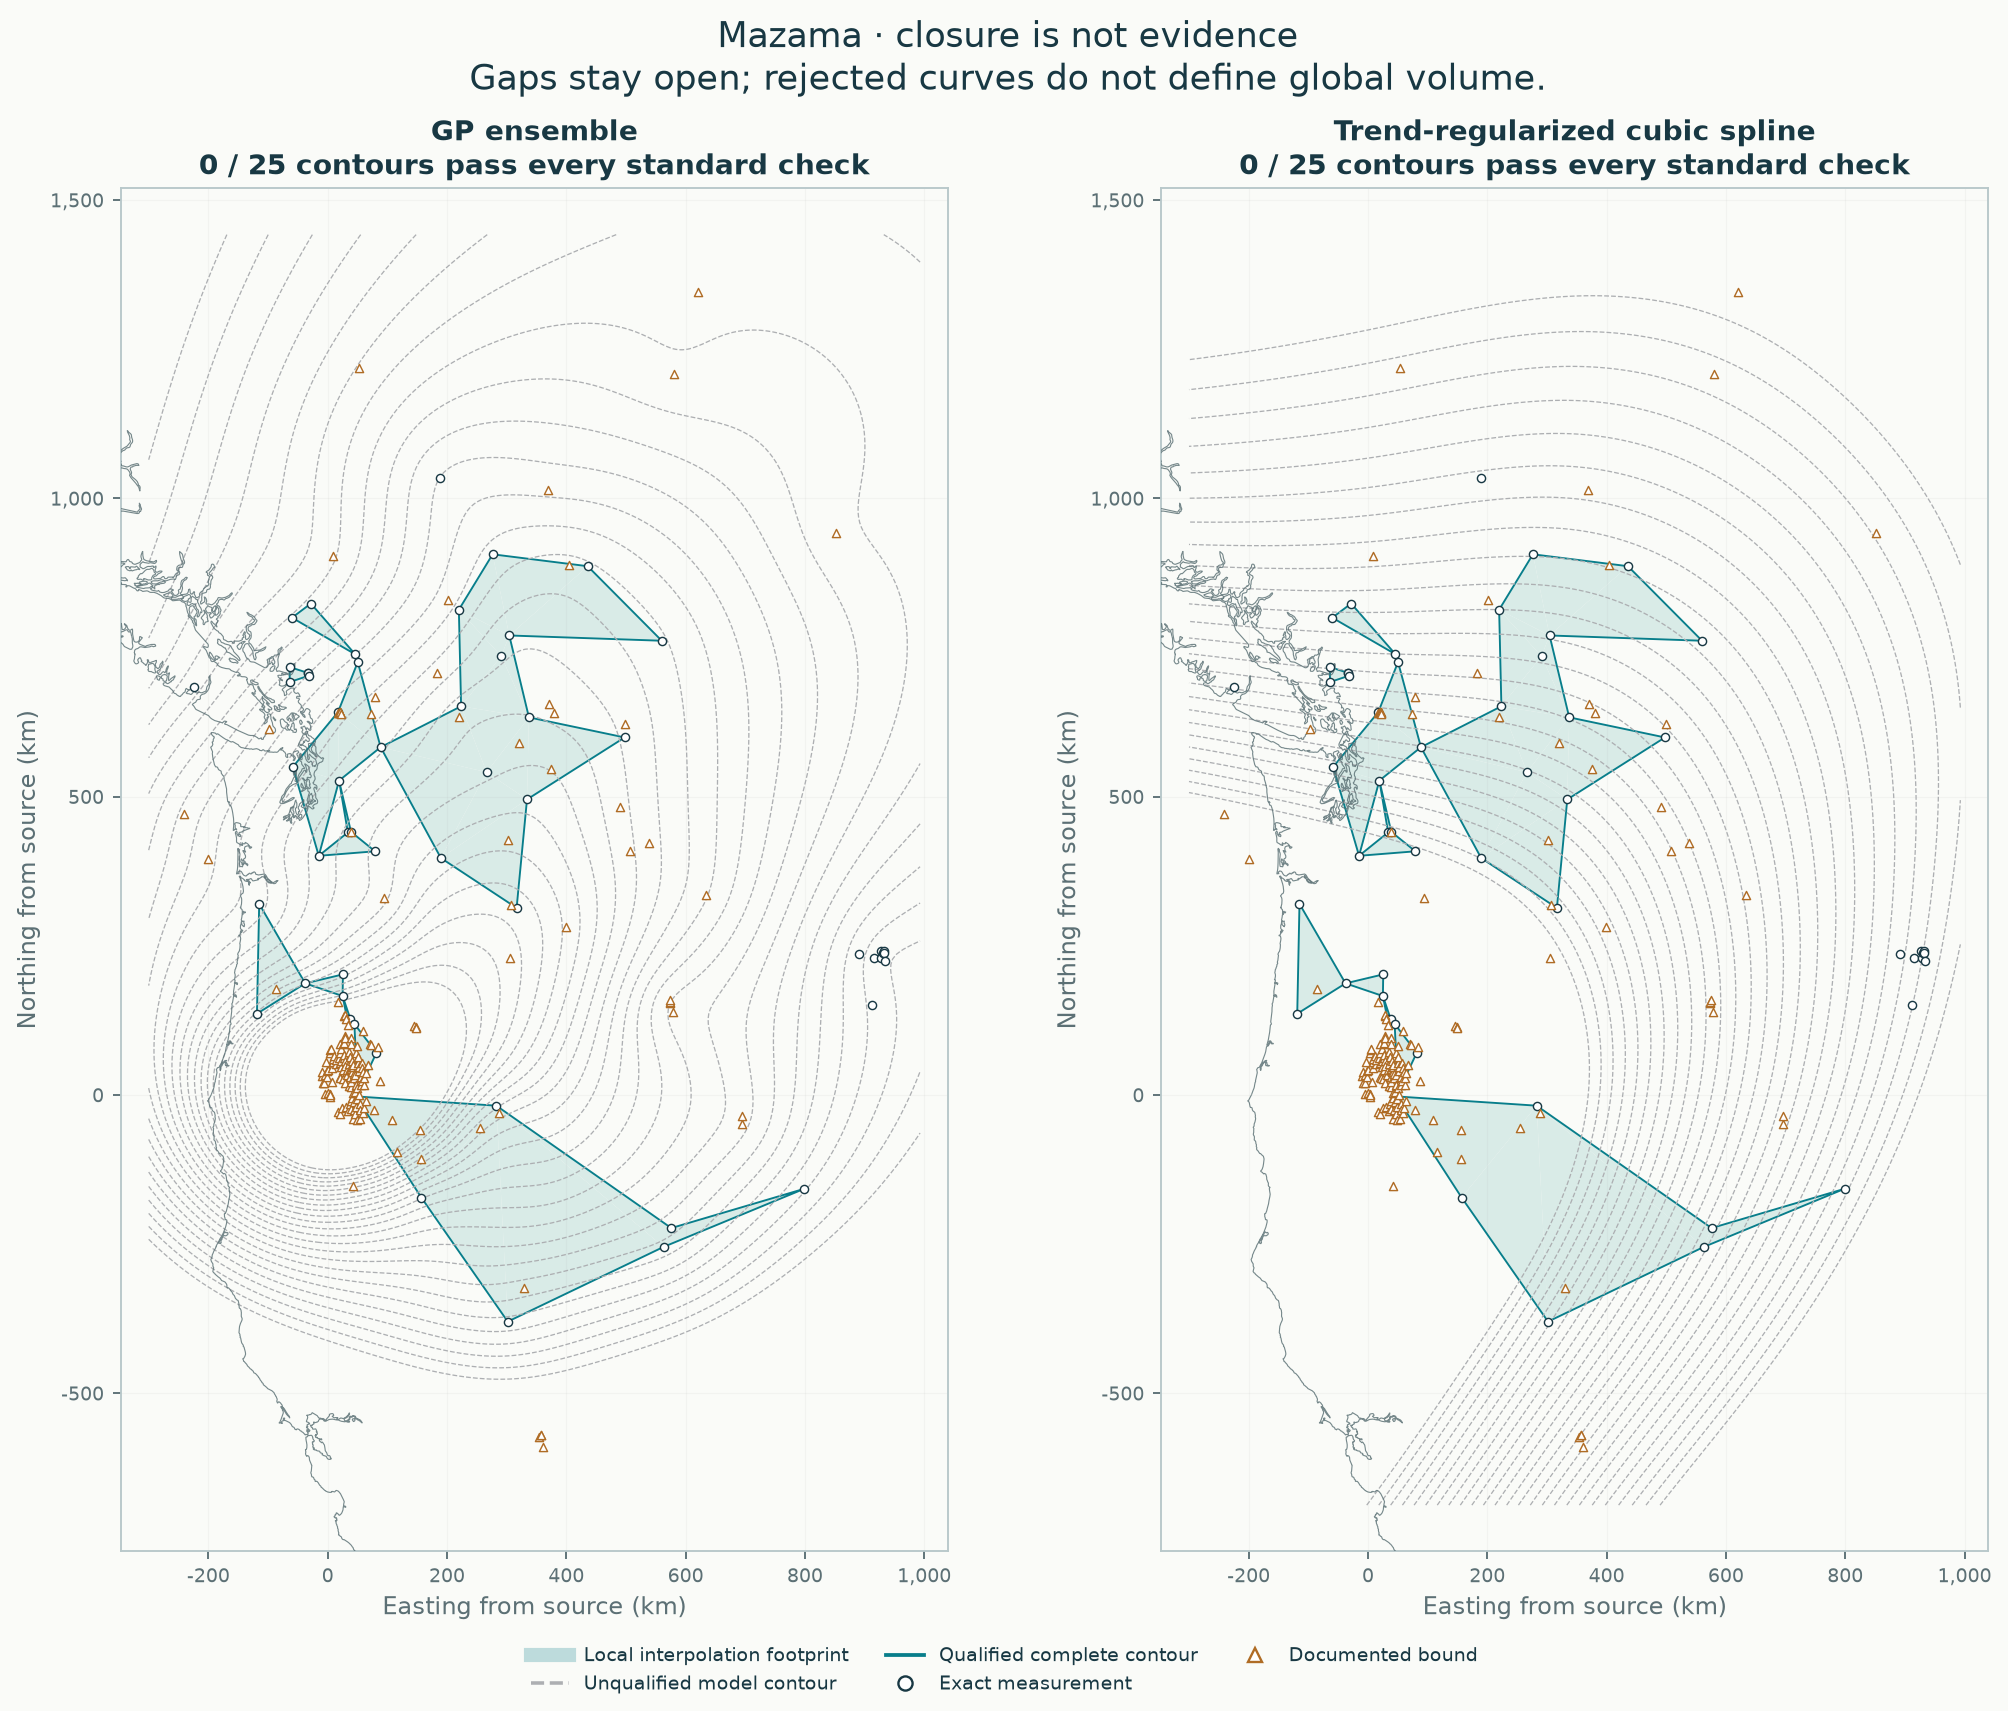 Mazama · closure is not evidence
Gaps stay open; rejected curves do not define global volume.
GP ensemble
0 / 25 contours pass every standard check
Trend-regularized cubic spline
0 / 25 contours pass every standard check
1,500
1,000
500
0
-500
Northing from source (km)
-200
0
200
400
600
800
1,000
Easting from source (km)
1,500
1,000
500
0
-500
Northing from source (km)
-200
0
200
400
600
800
1,000
Easting from source (km)
Local interpolation footprint
Unqualified model contour
Qualified complete contour
Exact measurement
Documented bound